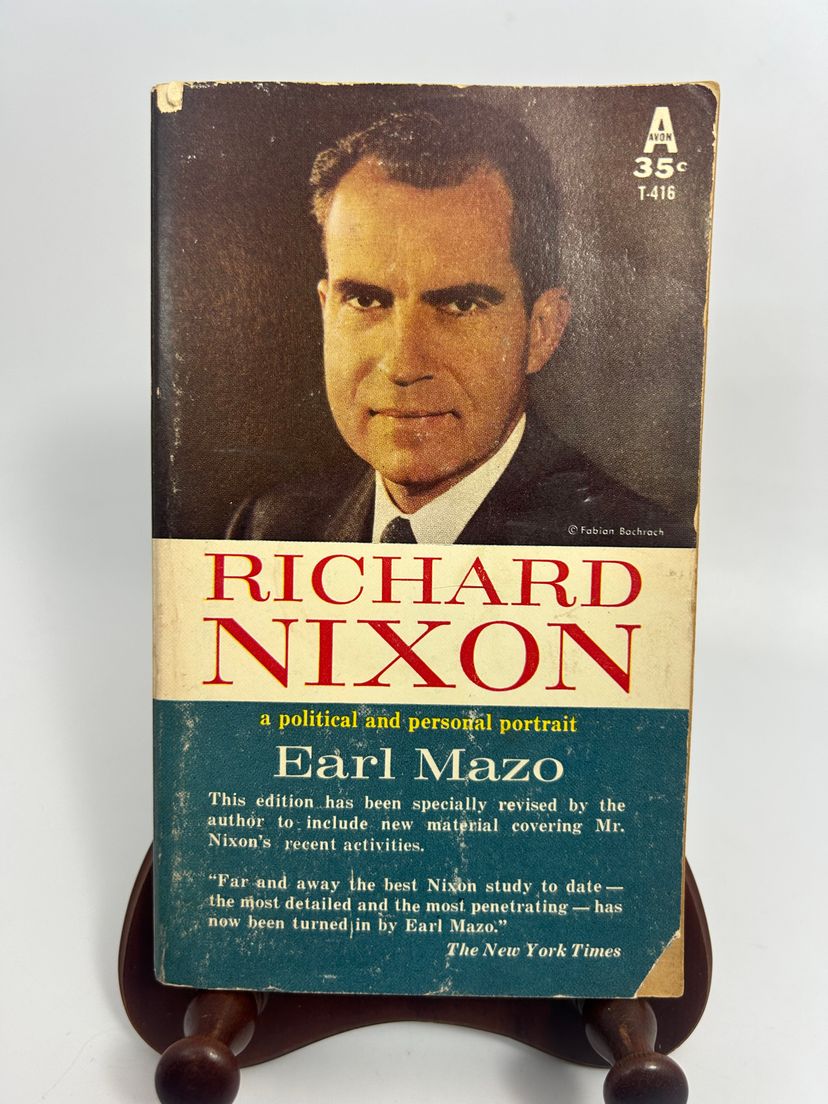 A
AVON
35c
T-416
© Fabian Bachrach
RICHARD
NIXON
a political and personal portrait
Earl Mazo
This edition has been specially revised by the
author to include new material covering Mr.
Nixon's recent activities.
"Far and away the best Nixon study to date—
the most detailed and the most penetrating—has
now been turned in by Earl Mazo."
The New York Times